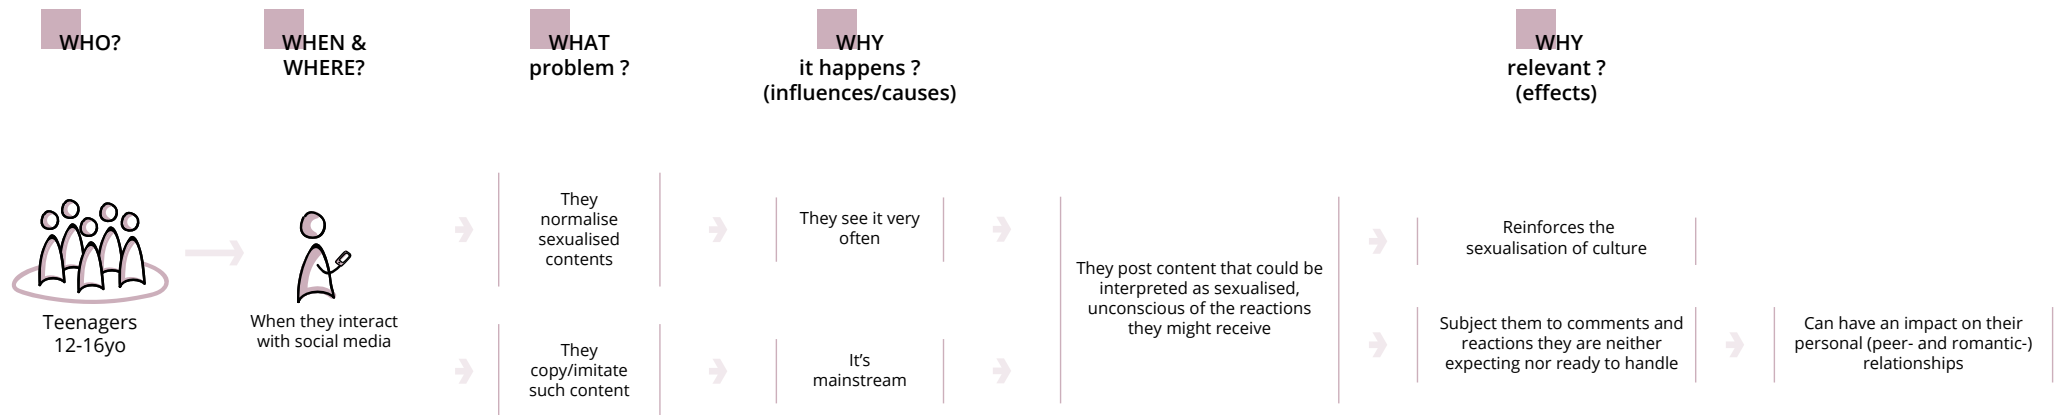 WHO?
WHEN &
WHERE?
WHAT
problem ?
WHY
it happens ?
(influences/causes)
WHY
relevant ?
(effects)
Teenagers
12-16yo
When they interact
with social media
They
normalise
sexualised
contents
They
copy/imitate
such content
They see it very
often
It’s
mainstream
They post content that could be
interpreted as sexualised,
unconscious of the reactions
they might receive
Reinforces the
sexualisation of culture
Subject them to comments and
reactions they are neither
expecting nor ready to handle
Can have an impact on their
personal (peer- and romantic-)
relationships